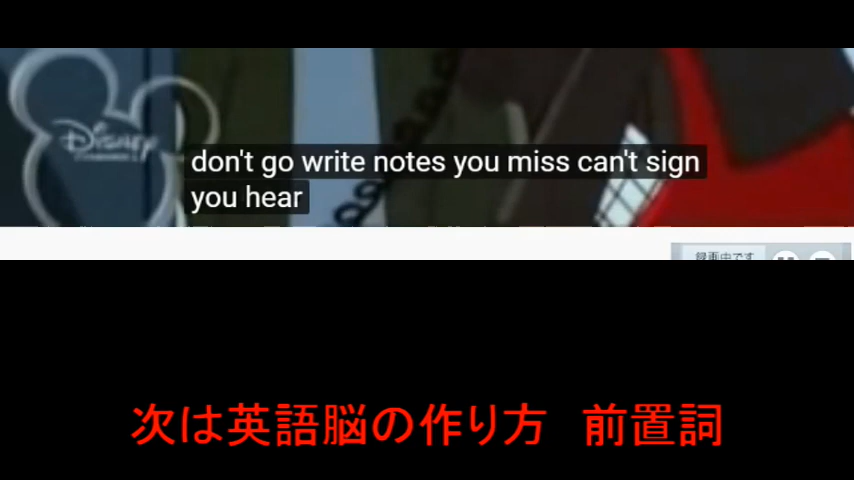 Disney
don't go write notes you miss can't sign
you hear
録画中です
次は英語脳の作り方　前置詞